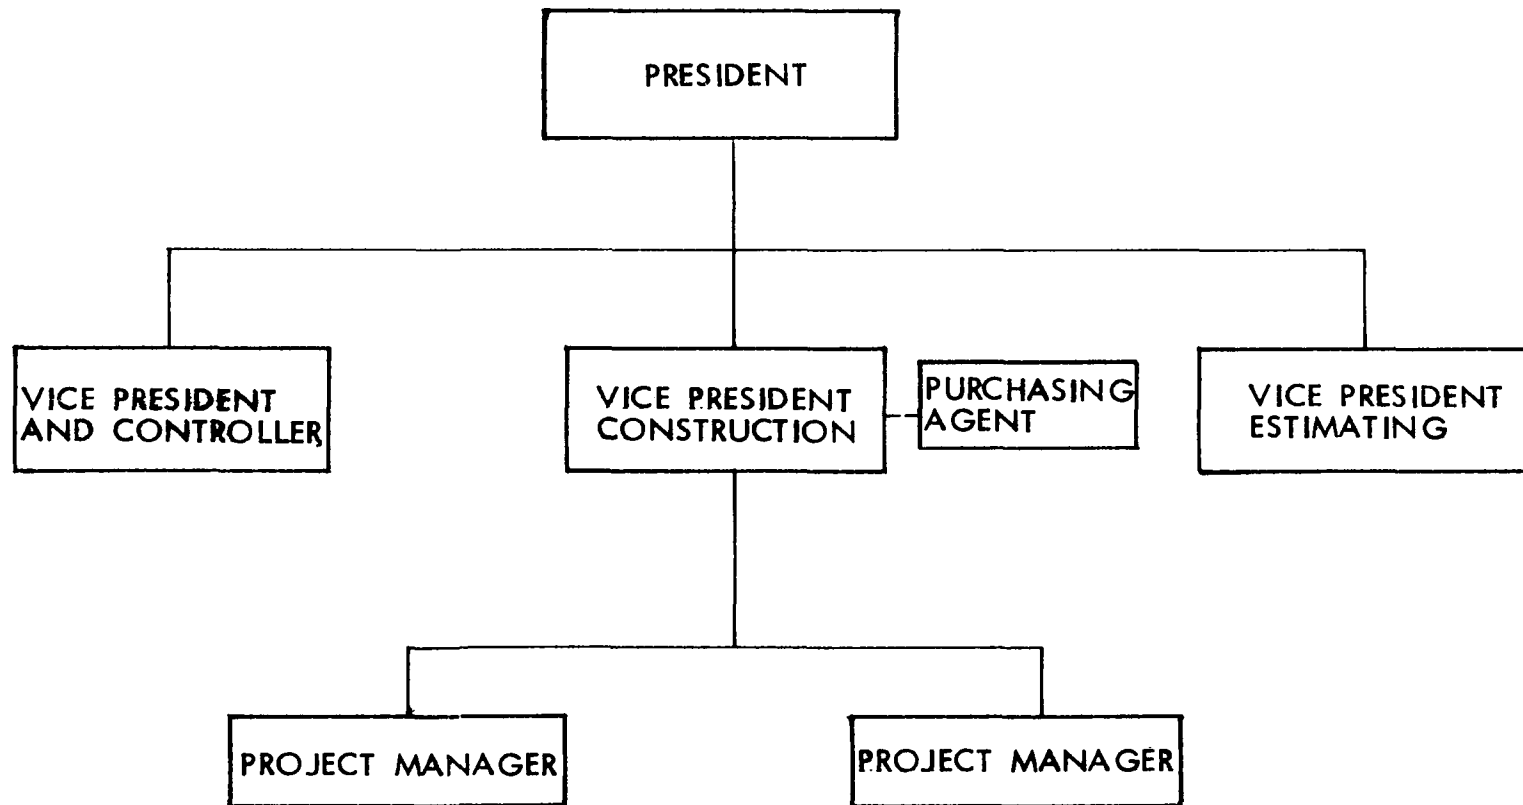 PRESIDENT
VICE PRESIDENT
AND CONTROLLER
VICE PRESIDENT
CONSTRUCTION
PURCHASING
AGENT
VICE PRESIDENT
ESTIMATING
PROJECT MANAGER
PROJECT MANAGER